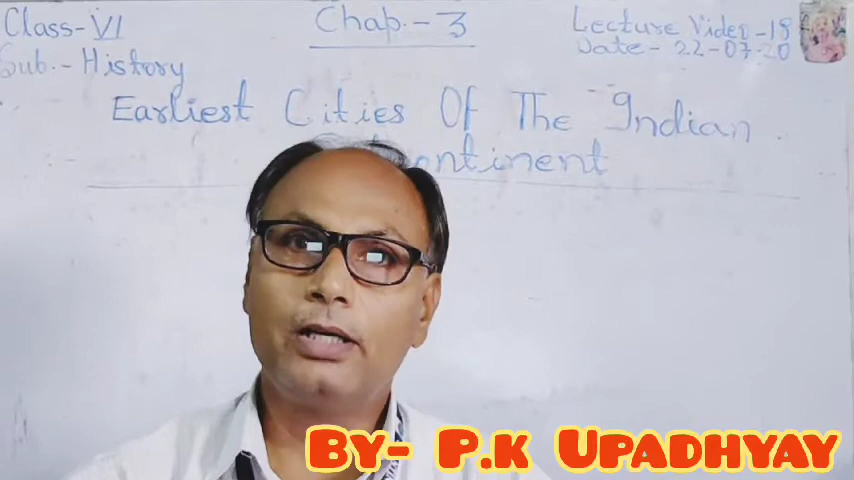 Class-VI Chap.-3 Lecture Video-18
Sub.-History Date-22-07-20
Earliest Cities Of The Indian
ontinent
By- P.K Upadhyay